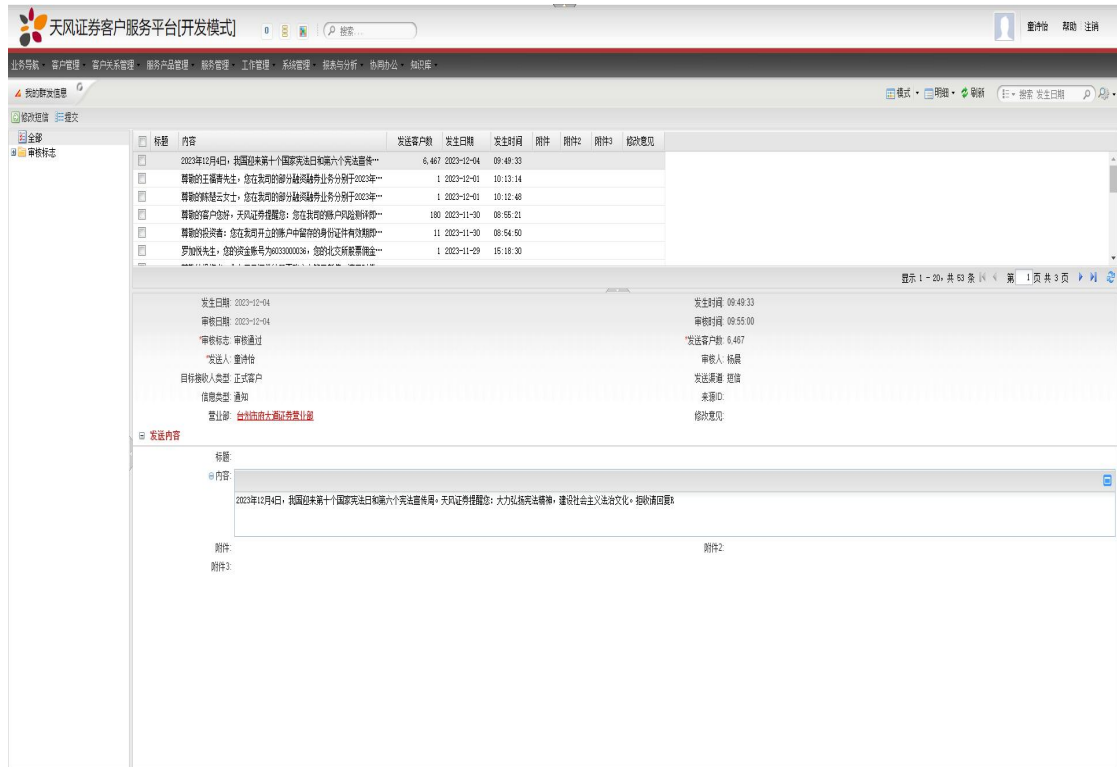 天风证券客户服务平台[开发模式]
0
搜索...
童诗怡 帮助 注销
业务导航 客户管理 客户关系管理 服务产品管理 服务管理 工作管理 系统管理 报表与分析 协同办公 知识库
我的群发信息
模式 明细 刷新 搜索 发生日期
修改短信 提交
全部
审核标志
标题 内容 发送客户数 发生日期 发生时间 附件 附件2 附件3 修改意见
2023年12月4日,我国迎来第十个国家宪法日和第六个宪法宣传… 6,467 2023-12-04 09:49:33
尊敬的王福青先生,您在我司的部分融资融券业务分别于2023年… 1 2023-12-01 10:13:14
尊敬的陈楚云女士,您在我司的部分融资融券业务分别于2023年… 1 2023-12-01 10:12:48
尊敬的客户您好,天风证券提醒您:您在我司的账户风险测评即… 180 2023-11-30 08:55:21
尊敬的投资者:您在我司开立的账户中留存的身份证件有效期即… 11 2023-11-30 08:54:50
罗加悦先生,您的资金账号为6033000036,您的北交所股票佣金… 1 2023-11-29 15:18:30
显示 1 - 20,共 53 条 第 1 页 共 3 页
发生日期: 2023-12-04 发生时间: 09:49:33
审核日期: 2023-12-04 审核时间: 09:55:00
*审核标志: 审核通过 *发送客户数: 6,467
*发送人: 童诗怡 审核人: 杨晨
目标接收人类型: 正式客户 发送渠道: 短信
信息类型: 通知 来源ID:
营业部: 台州市府大道证券营业部 修改意见:
发送内容
标题:
内容:
2023年12月4日,我国迎来第十个国家宪法日和第六个宪法宣传周。天风证券提醒您:大力弘扬宪法精神,建设社会主义法治文化。拒收请回复R
附件: 附件2:
附件3: